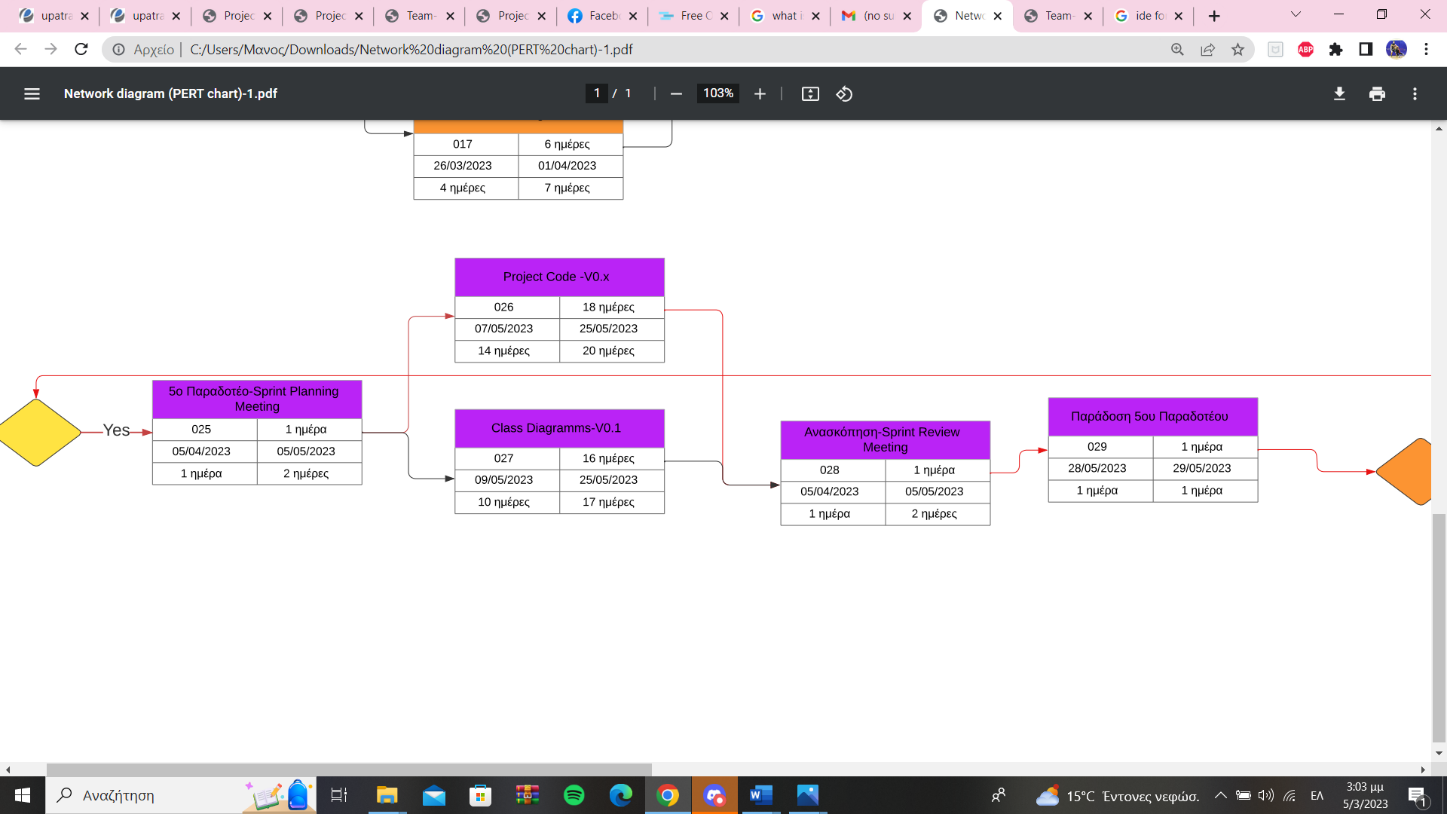 upatra
upatra
Projec
Projec
Team-
Projec
Facebo
Free C
what i
(no su
Netwo
Team-
ide fo
Αρχείο | C:/Users/Μανος/Downloads/Network%20diagram%20(PERT%20chart)-1.pdf
ABP
Network diagram (PERT chart)-1.pdf
1 / 1
103%
017 6 ημέρες
26/03/2023 01/04/2023
4 ημέρες 7 ημέρες
Project Code -V0.x
026 18 ημέρες
07/05/2023 25/05/2023
14 ημέρες 20 ημέρες
Yes
5ο Παραδοτέο-Sprint Planning
Meeting
025 1 ημέρα
05/04/2023 05/05/2023
1 ημέρα 2 ημέρες
Class Diagramms-V0.1
027 16 ημέρες
09/05/2023 25/05/2023
10 ημέρες 17 ημέρες
Ανασκόπηση-Sprint Review
Meeting
028 1 ημέρα
05/04/2023 05/05/2023
1 ημέρα 2 ημέρες
Παράδοση 5ου Παραδοτέου
029 1 ημέρα
28/05/2023 29/05/2023
1 ημέρα 1 ημέρα
Αναζήτηση
15°C Έντονες νεφώσ.
ΕΛ
3:03 μμ
5/3/2023
1